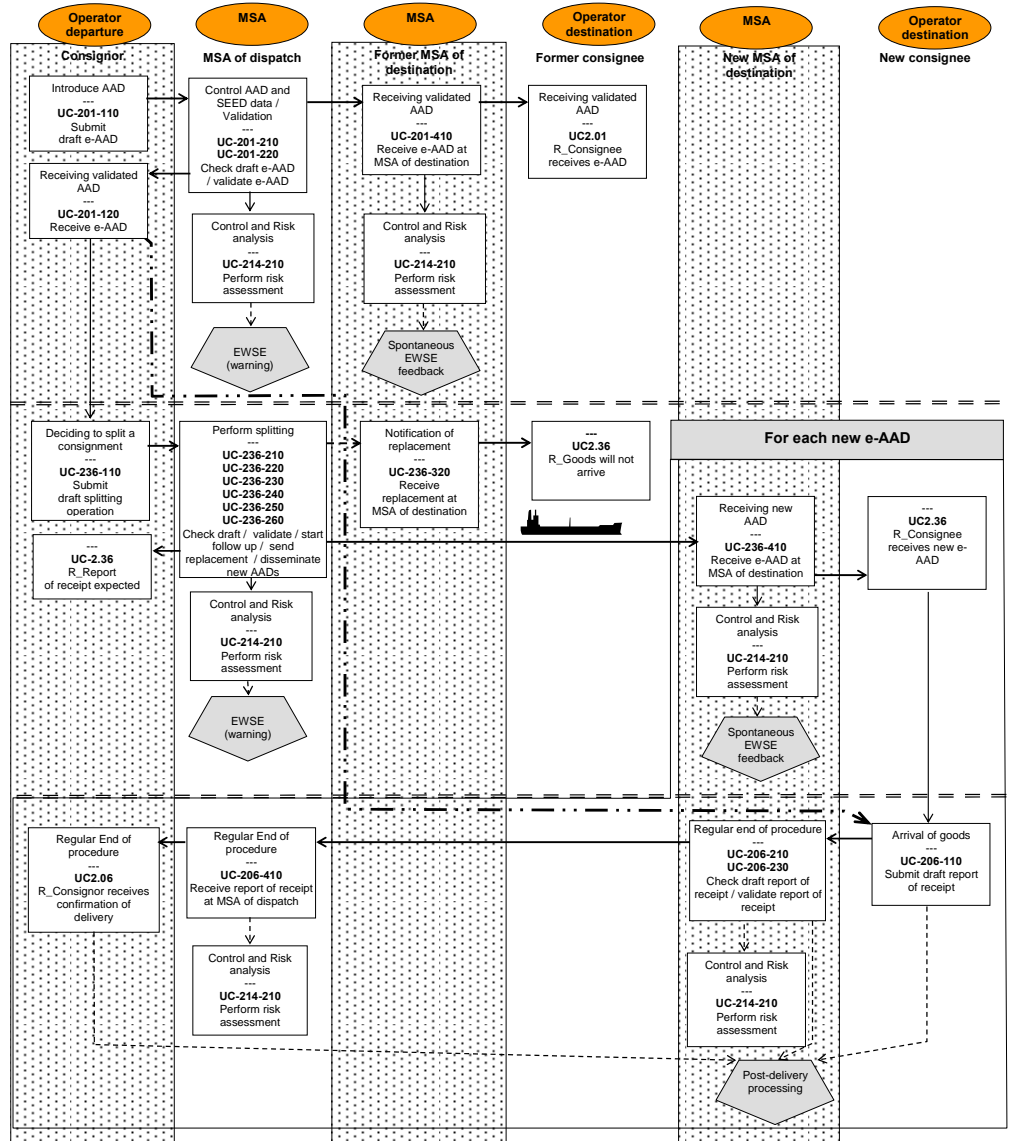 Operator
departure
Consignor
MSA
MSA of dispatch
MSA
Former MSA of
destination
Operator
destination
Former consignee
MSA
New MSA of
destination
Operator
destination
New consignee
Introduce AAD
---
UC-201-110
Submit
draft e-AAD
Control AAD and
SEED data /
Validation
---
UC-201-210
UC-201-220
Check draft e-AAD
/ validate e-AAD
Receiving validated
AAD
---
UC-201-410
Receive e-AAD at
MSA of destination
Receiving validated
AAD
---
UC2.01
R_Consignee
receives e-AAD
Receiving validated
AAD
---
UC-201-120
Receive e-AAD
Control and Risk
analysis
---
UC-214-210
Perform risk
assessment
Control and Risk
analysis
---
UC-214-210
Perform risk
assessment
EWSE
(warning)
Spontaneous
EWSE
feedback
Deciding to split a
consignment
---
UC-236-110
Submit
draft splitting
operation
Perform splitting
---
UC-236-210
UC-236-220
UC-236-230
UC-236-240
UC-236-250
UC-236-260
Check draft / validate / start
follow up / send
replacement / disseminate
new AADs
Notification of
replacement
---
UC-236-320
Receive
replacement at
MSA of destination
---
UC2.36
R_Goods will not
arrive
For each new e-AAD
Receiving new
AAD
---
UC-236-410
Receive e-AAD at
MSA of destination
---
UC2.36
R_Consignee
receives new e-
AAD
---
UC-2.36
R_Report
of receipt expected
Control and Risk
analysis
---
UC-214-210
Perform risk
assessment
Control and Risk
analysis
---
UC-214-210
Perform risk
assessment
EWSE
(warning)
Spontaneous
EWSE
feedback
Regular End of
procedure
---
UC2.06
R_Consignor receives
confirmation of
delivery
Regular End of
procedure
---
UC-206-410
Receive report of receipt
at MSA of dispatch
Regular end of procedure
---
UC-206-210
UC-206-230
Check draft report of
receipt / validate report of
receipt
Arrival of goods
---
UC-206-110
Submit draft report
of receipt
Control and Risk
analysis
---
UC-214-210
Perform risk
assessment
Control and Risk
analysis
---
UC-214-210
Perform risk
assessment
Post-delivery
processing